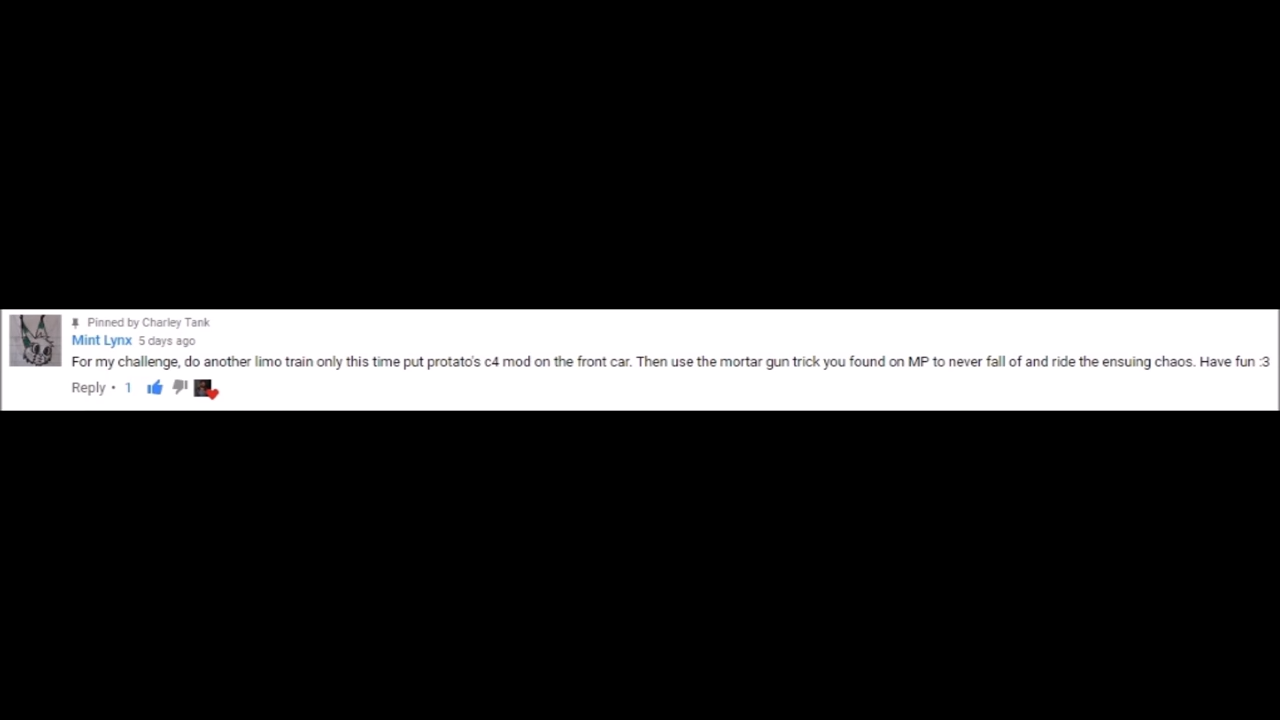 Pinned by Charley Tank
Mint Lynx 5 days ago
For my challenge, do another limo train only this time put protato's c4 mod on the front car. Then use the mortar gun trick you found on MP to never fall of and ride the ensuing chaos. Have fun :3
Reply • 1